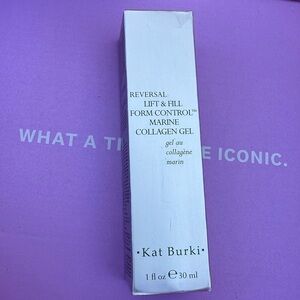 REVERSAL
LIFT & FILL
FORM CONTROL™
MARINE
COLLAGEN GEL
gel au
collagène
marin
WHAT A
ICONIC.
•Kat Burki•
1 fl oz ℮ 30 ml